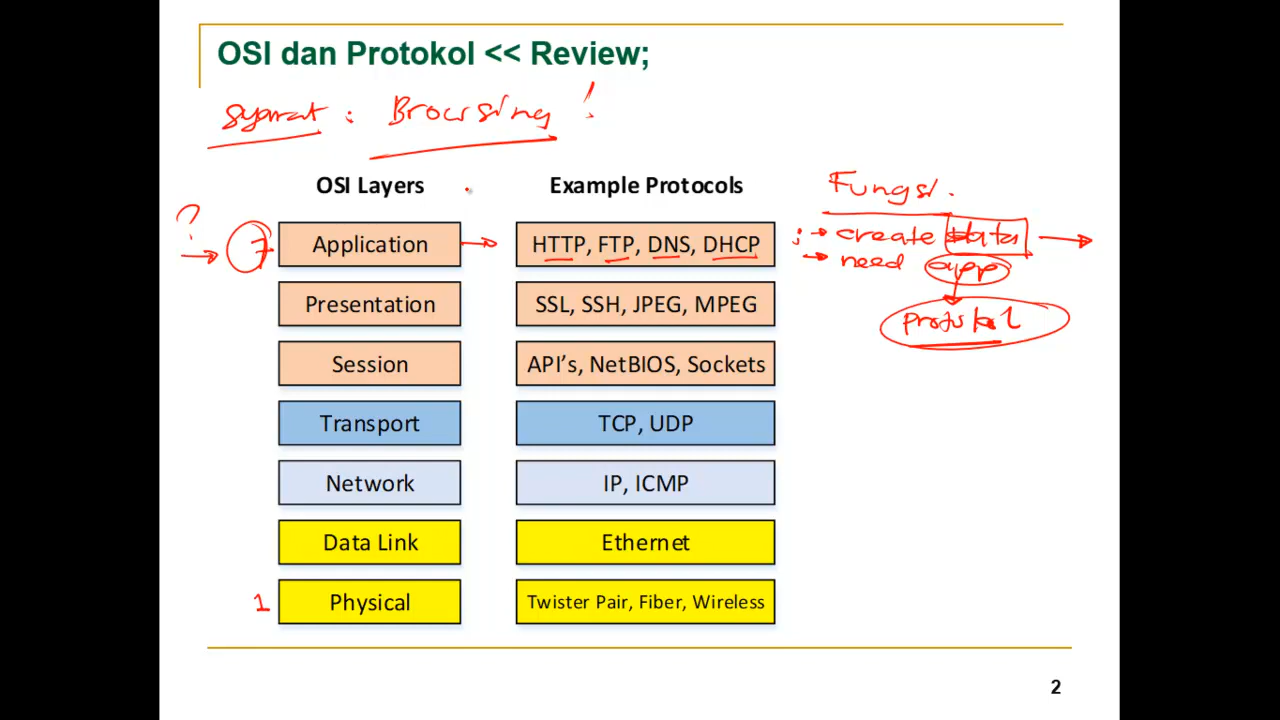 OSI dan Protokol << Review;
syarat : Browsing !
OSI Layers
Example Protocols
Fungsi.
?
→ 7
Application →
HTTP, FTP, DNS, DHCP
: → create data →
→ need app
Presentation
SSL, SSH, JPEG, MPEG
protokol
Session
API's, NetBIOS, Sockets
Transport
TCP, UDP
Network
IP, ICMP
Data Link
Ethernet
1
Physical
Twister Pair, Fiber, Wireless
2